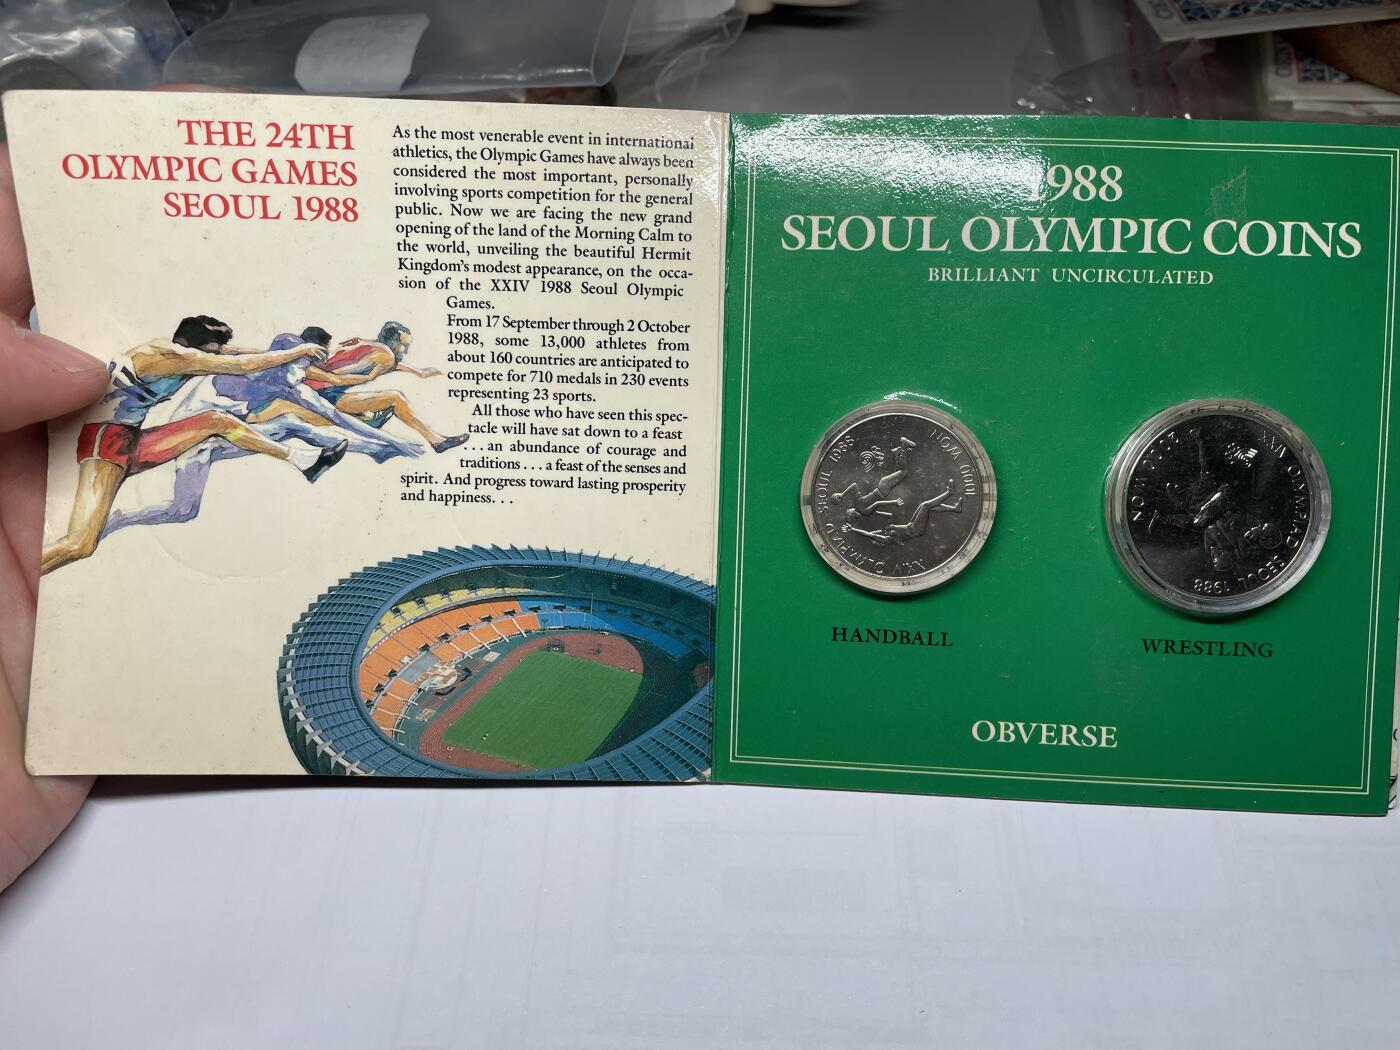 THE 24TH
OLYMPIC GAMES
SEOUL 1988
As the most venerable event in international
athletics, the Olympic Games have always been
considered the most important, personally
involving sports competition for the general
public. Now we are facing the new grand
opening of the land of the Morning Calm to
the world, unveiling the beautiful Hermit
Kingdom's modest appearance, on the occa-
sion of the XXIV 1988 Seoul Olympic
Games.
From 17 September through 2 October
1988, some 13,000 athletes from
about 160 countries are anticipated to
compete for 710 medals in 230 events
representing 23 sports.
All those who have seen this spec-
tacle will have sat down to a feast
. . . an abundance of courage and
traditions . . . a feast of the senses and
spirit. And progress toward lasting prosperity
and happiness. . .
1988
SEOUL OLYMPIC COINS
BRILLIANT UNCIRCULATED
XXIV OLYMPIAD SEOUL 1988
1000 WON
HANDBALL
XXIV OLYMPIAD SEOUL 1988
2000 WON
WRESTLING
OBVERSE